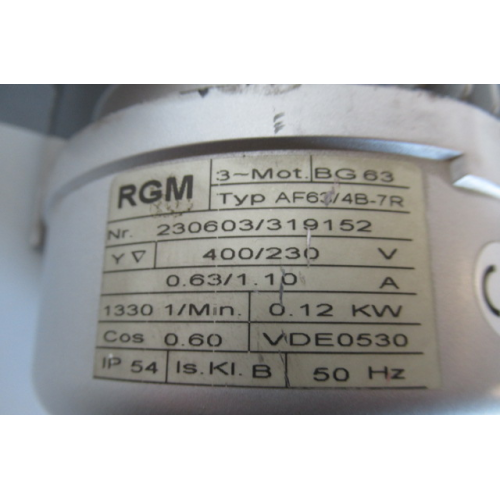 RGM 3~Mot. BG 63
Typ AF63/4B-7R
Nr. 230603/319152
Y ▽ 400/230 V
0.63/1.10 A
1330 1/Min. 0.12 KW
Cos 0.60 VDE0530
IP 54 Is.Kl. B 50 Hz